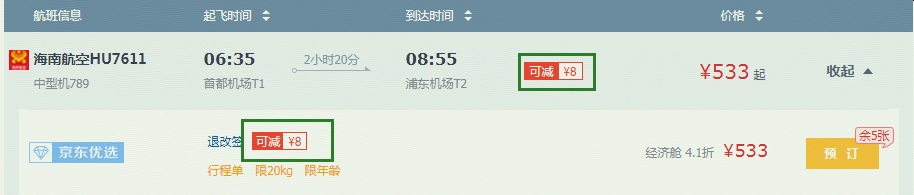 航班信息 起飞时间 到达时间 价格
海南航空HU7611 06:35 2小时20分 08:55 可减 ¥8 ¥533 起 收起
中型机789 首都机场T1 浦东机场T2
京东优选 退改签 可减 ¥8 经济舱 4.1折 ¥533 余5张 预 订
行程单 限20kg 限年龄